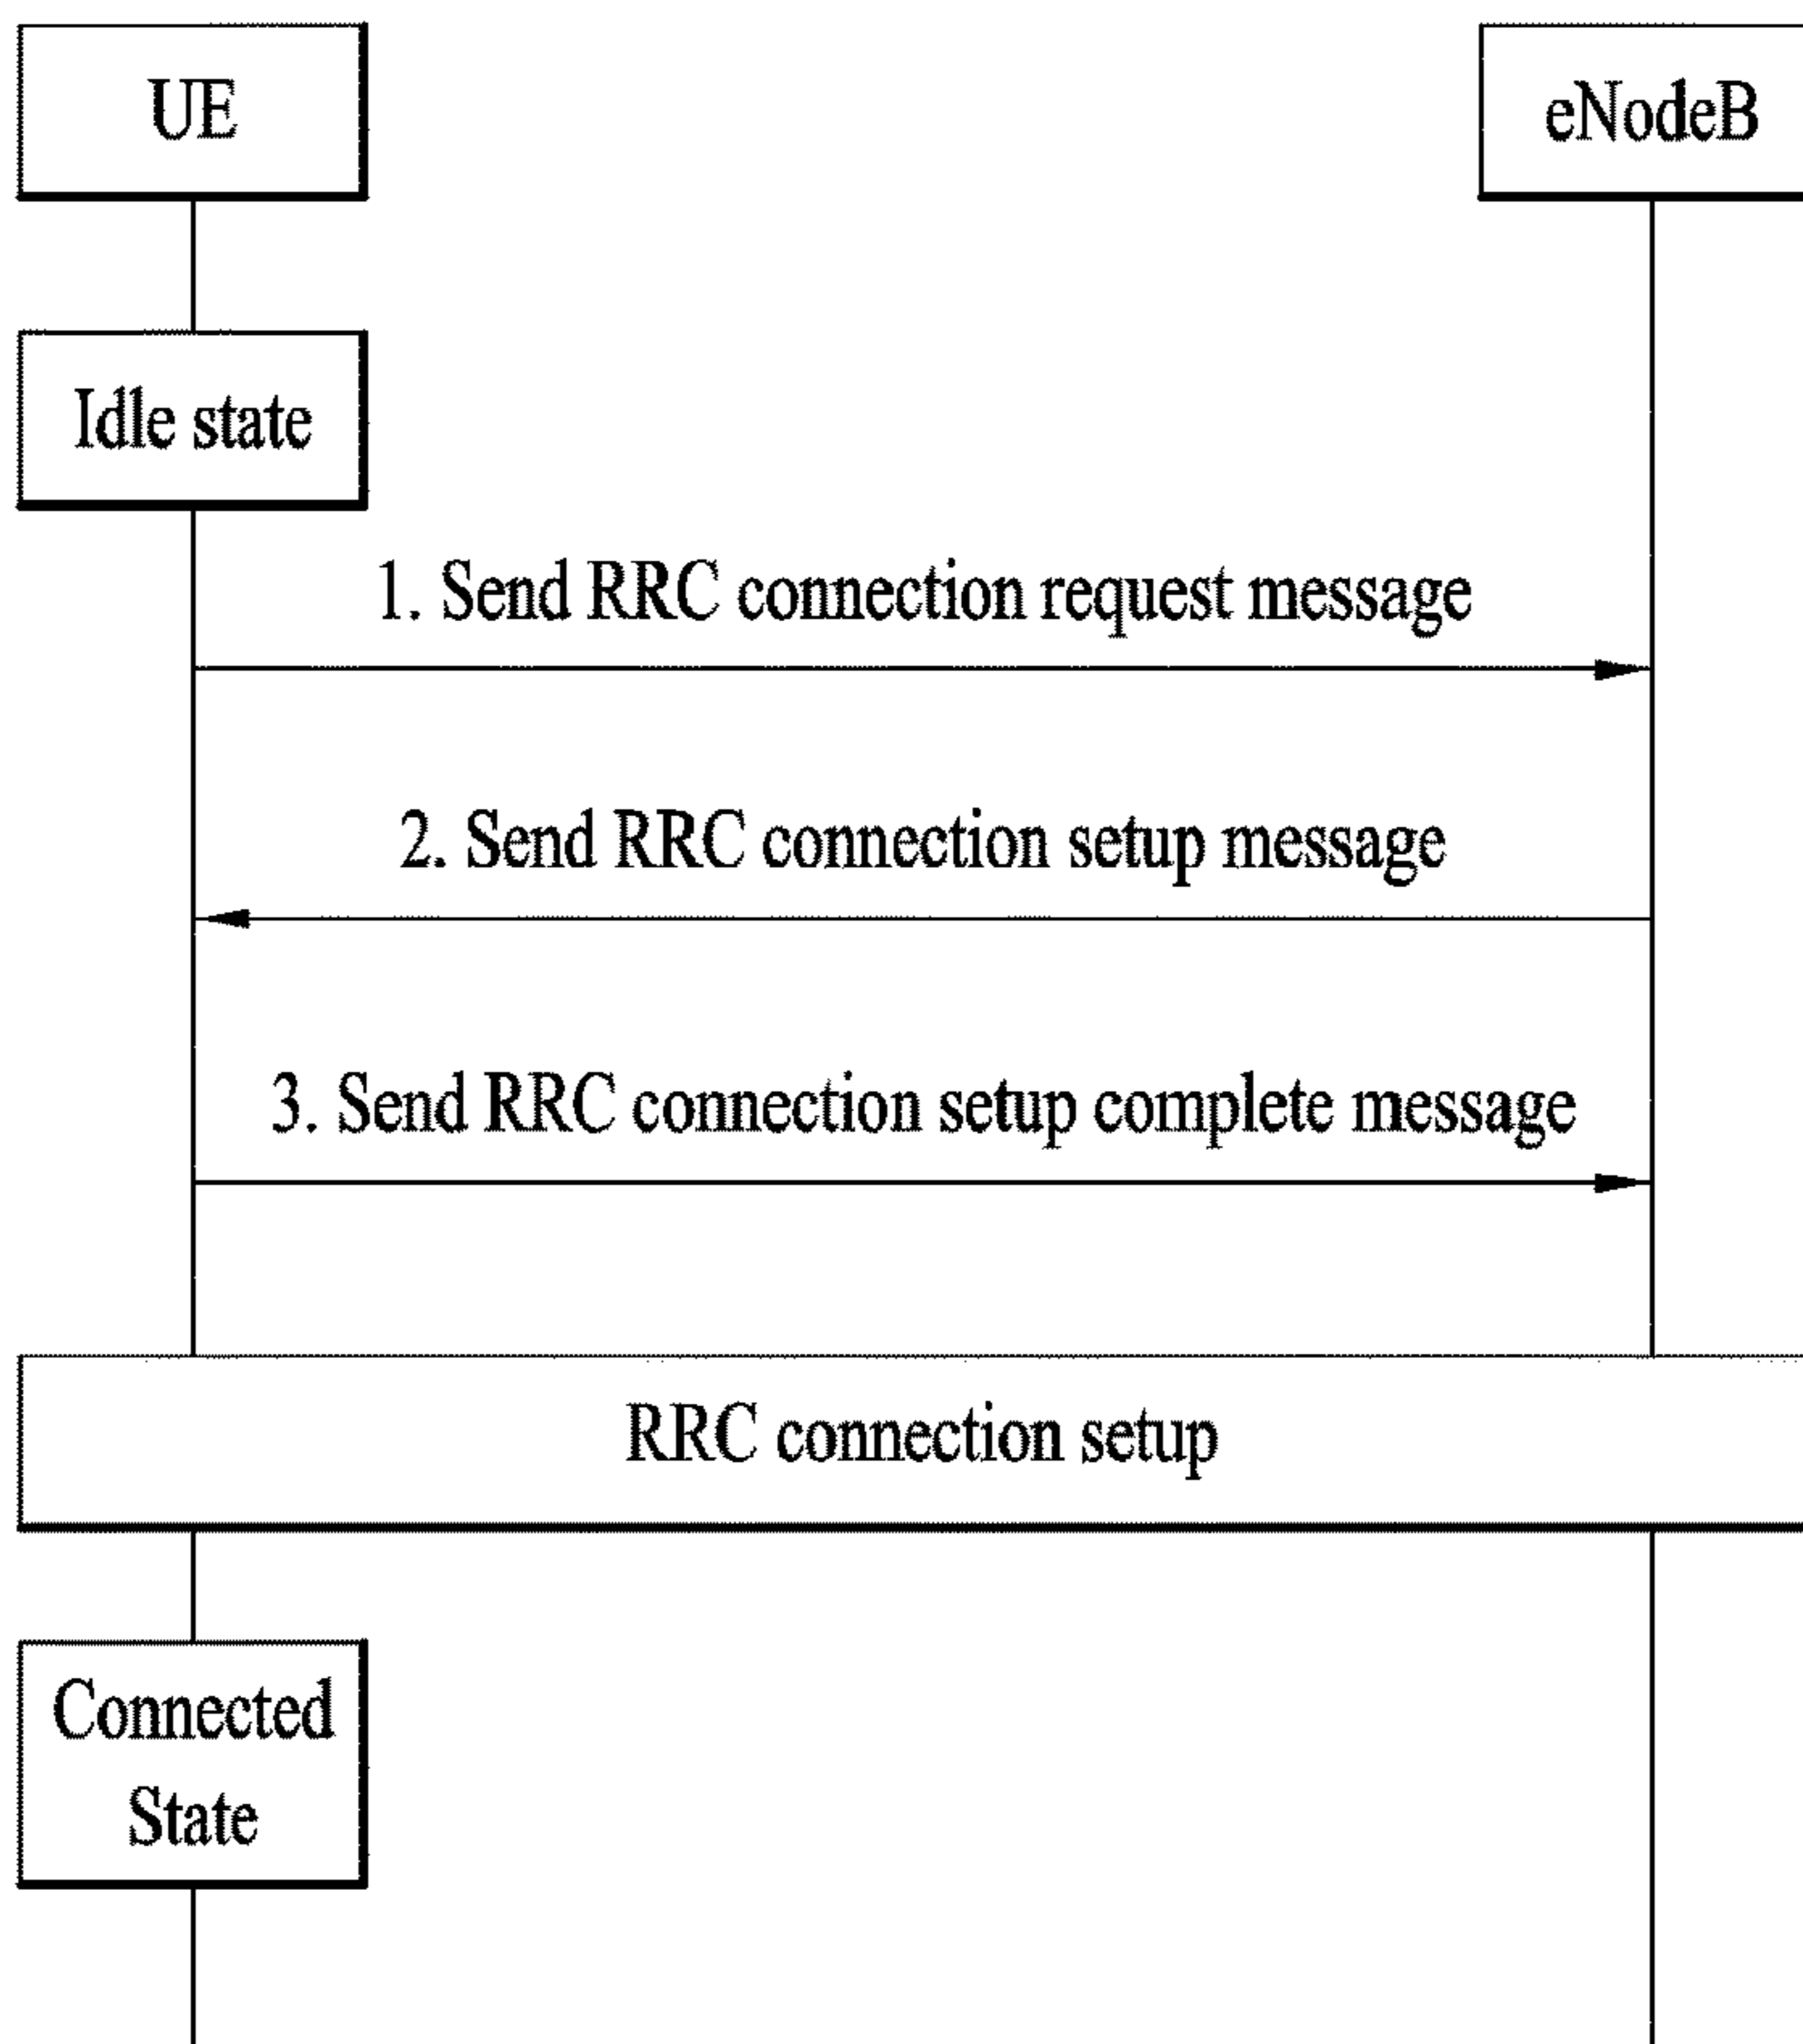 UE
eNodeB
Idle state
1. Send RRC connection request message
2. Send RRC connection setup message
3. Send RRC connection setup complete message
RRC connection setup
Connected
State